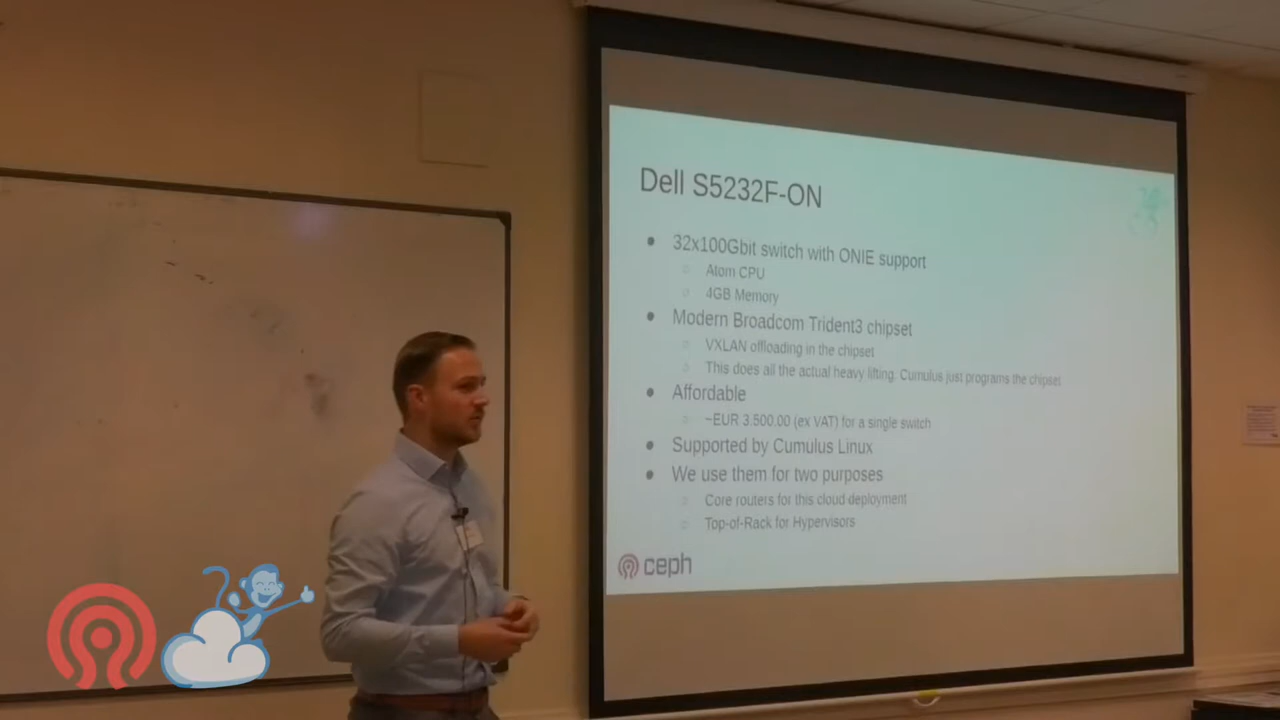 Dell S5232F-ON
● 32x100Gbit switch with ONIE support
○ Atom CPU
○ 4GB Memory
● Modern Broadcom Trident3 chipset
○ VXLAN offloading in the chipset
○ This does all the actual heavy lifting. Cumulus just programs the chipset
● Affordable
○ ~EUR 3.500.00 (ex VAT) for a single switch
● Supported by Cumulus Linux
● We use them for two purposes
○ Core routers for this cloud deployment
○ Top-of-Rack for Hypervisors
ceph